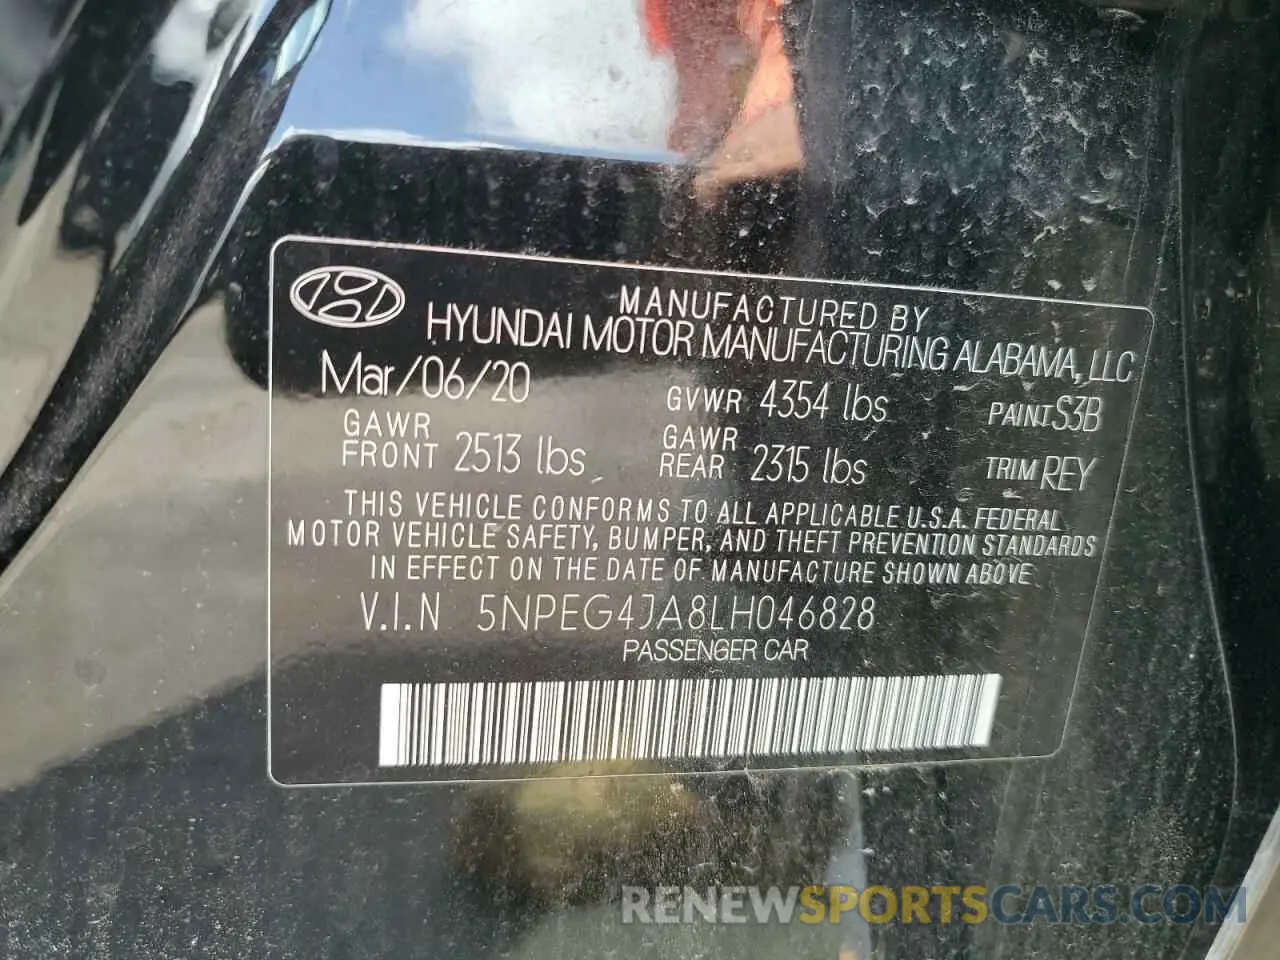 MANUFACTURED BY
HYUNDAI MOTOR MANUFACTURING ALABAMA, LLC
Mar/06/20 GVWR 4354 lbs PAINT S3B
GAWR FRONT 2513 lbs GAWR REAR 2315 lbs TRIM REY
THIS VEHICLE CONFORMS TO ALL APPLICABLE U.S.A. FEDERAL
MOTOR VEHICLE SAFETY, BUMPER, AND THEFT PREVENTION STANDARDS
IN EFFECT ON THE DATE OF MANUFACTURE SHOWN ABOVE
V.I.N 5NPEG4JA8LH046828
PASSENGER CAR
RENEWSPORTSCARS.COM